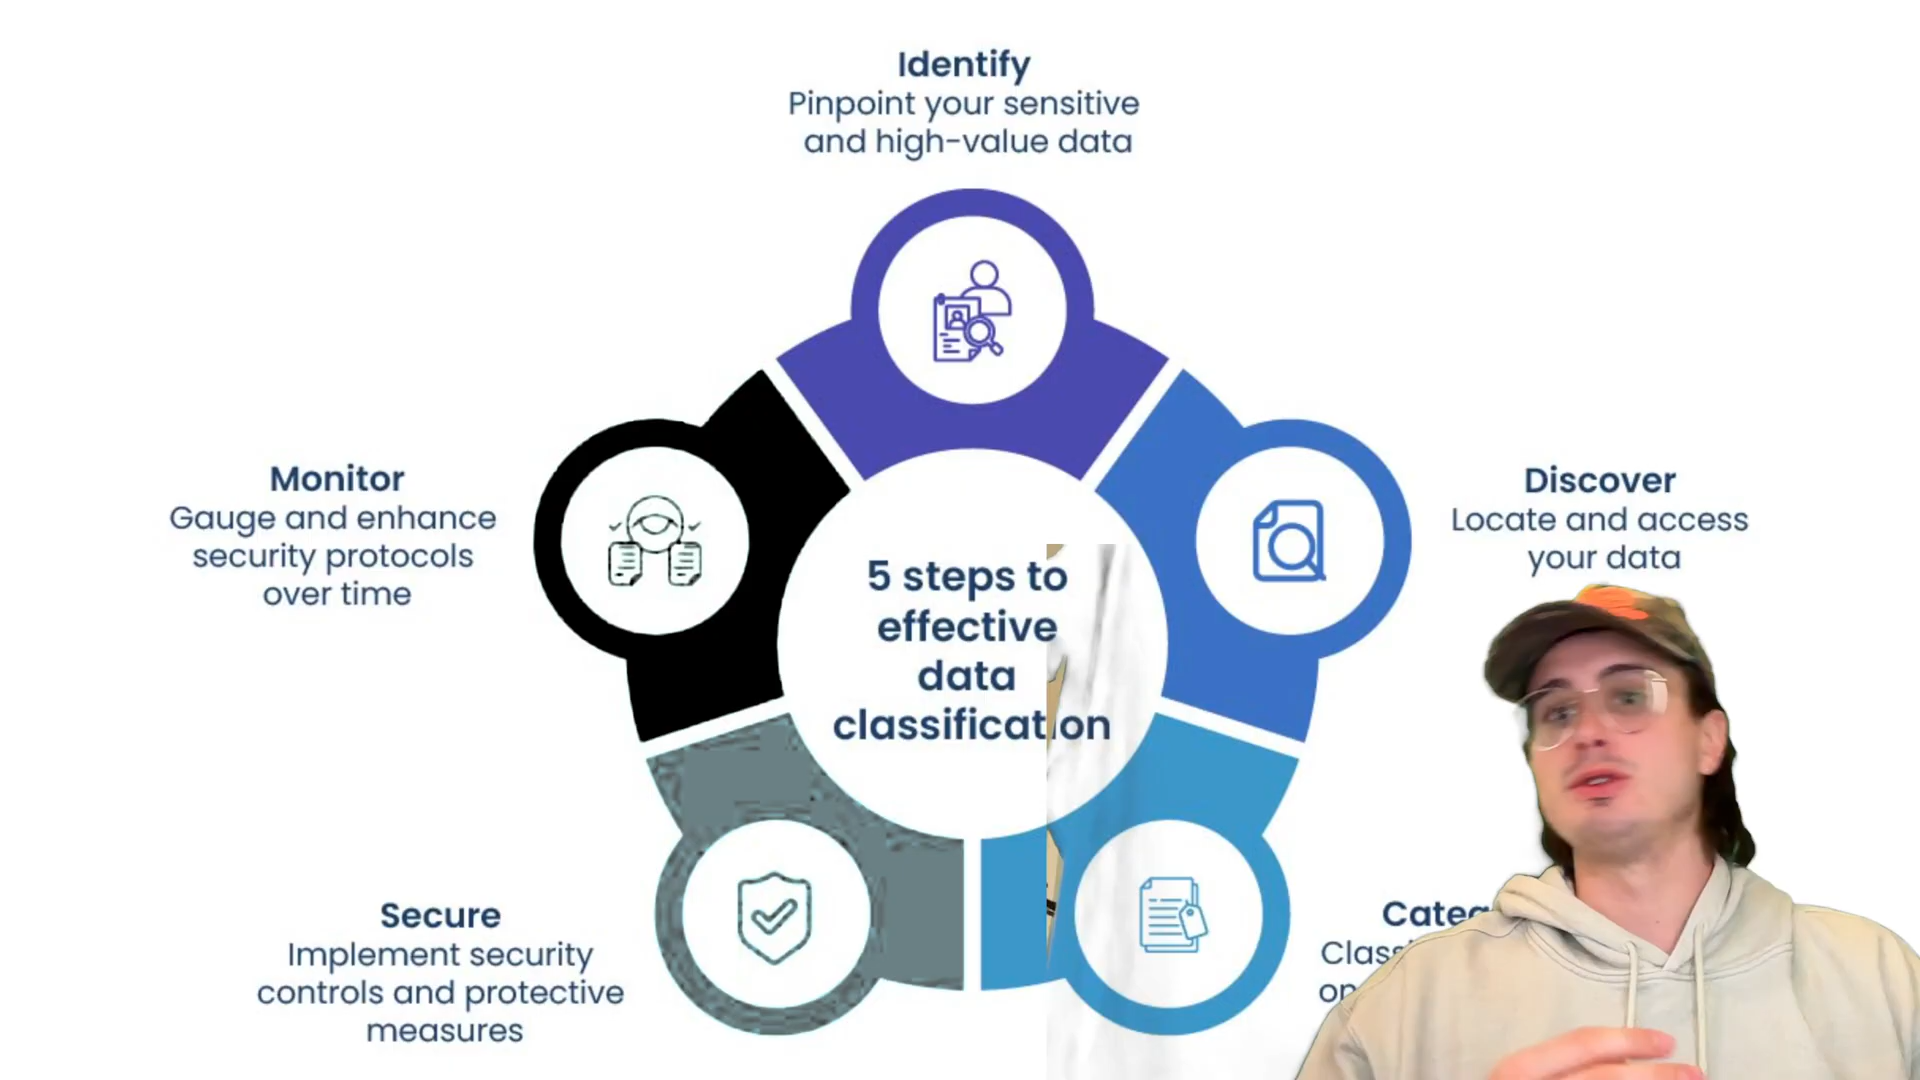 Identify
Pinpoint your sensitive
and high-value data
Discover
Locate and access
your data
Monitor
Gauge and enhance
security protocols
over time
5 steps to
effective
data
classification
Secure
Implement security
controls and protective
measures